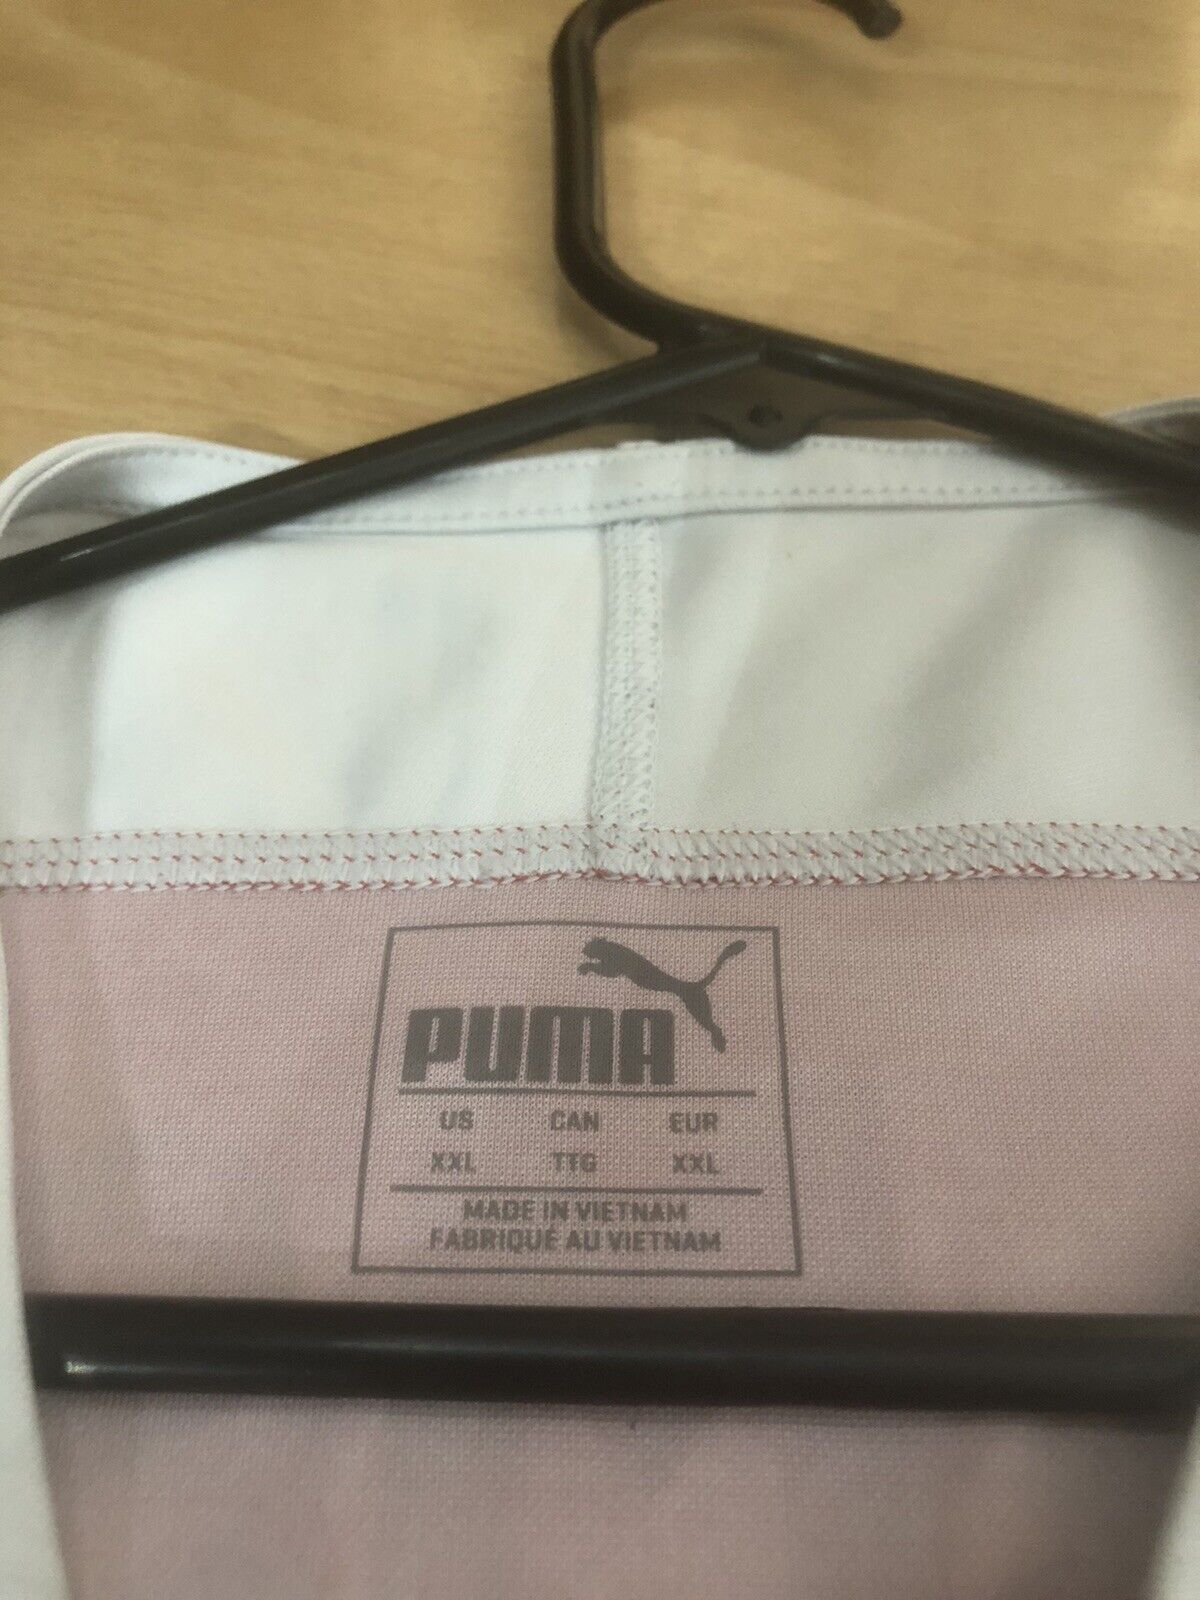 PUMA
US CAN EUR
XXL TTG XXL
MADE IN VIETNAM
FABRIQUÉ AU VIETNAM